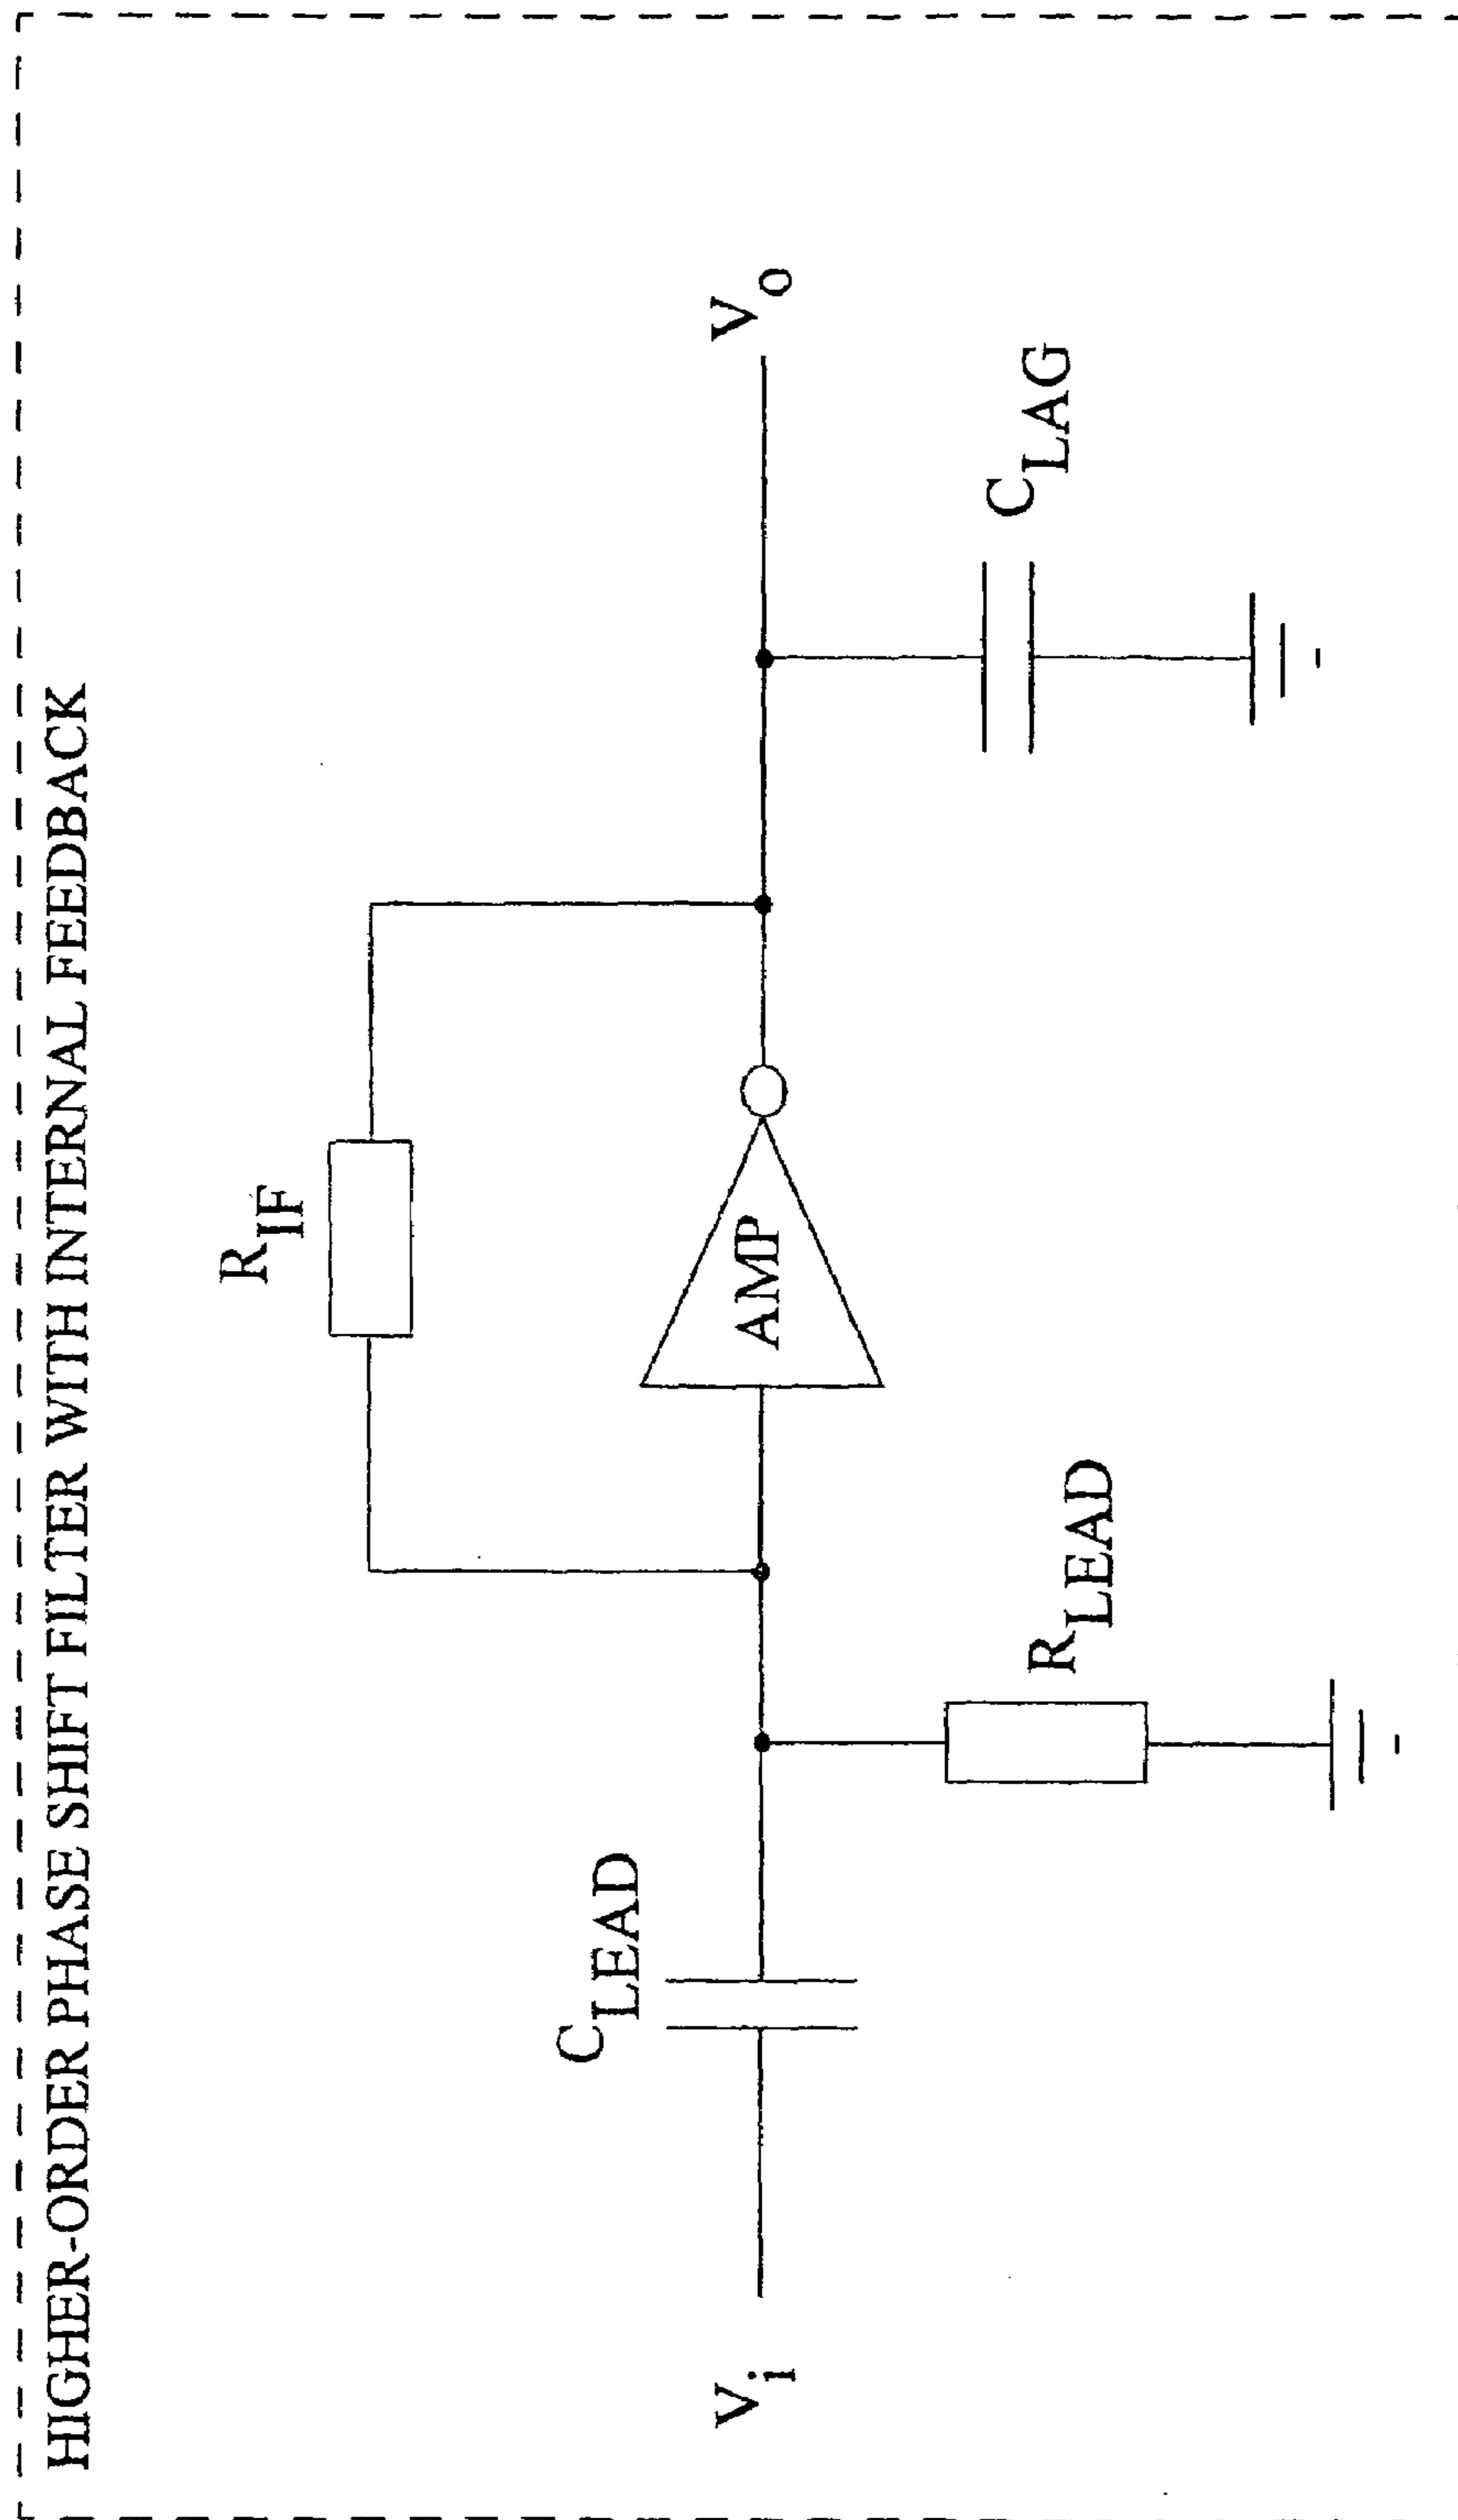 HIGHER-ORDER PHASE SHIFT FILTER WITH INTERNAL FEEDBACK
R_IF
C_LEAD
V_i
AMP
V_o
R_LEAD
C_LAG